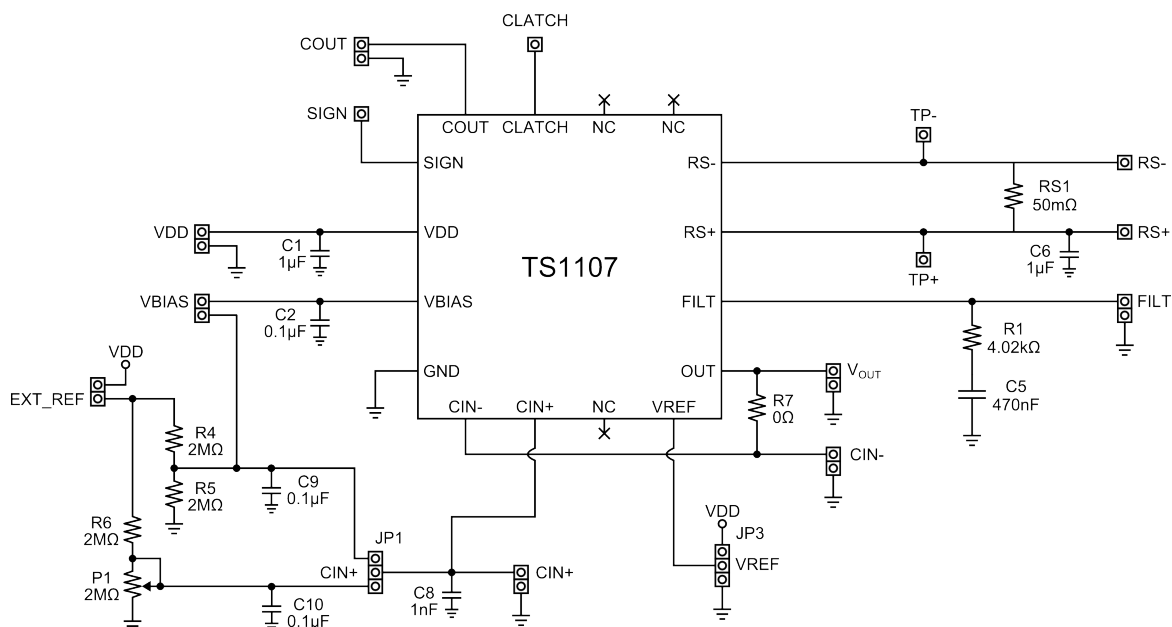 CLATCH
COUT
SIGN
COUT CLATCH NC NC
TP-
SIGN
RS-
RS-
RS1
50mΩ
VDD
C1
1µF
VDD
TS1107
RS+
RS+
C6
1µF
TP+
VBIAS
C2
0.1µF
VBIAS
FILT
FILT
R1
4.02kΩ
VDD
GND
OUT
VOUT
C5
470nF
EXT_REF
CIN- CIN+ NC VREF
R7
0Ω
R4
2MΩ
CIN-
R5
2MΩ
C9
0.1µF
R6
2MΩ
VDD
JP1
JP3
CIN+
CIN+
VREF
P1
2MΩ
C8
1nF
C10
0.1µF